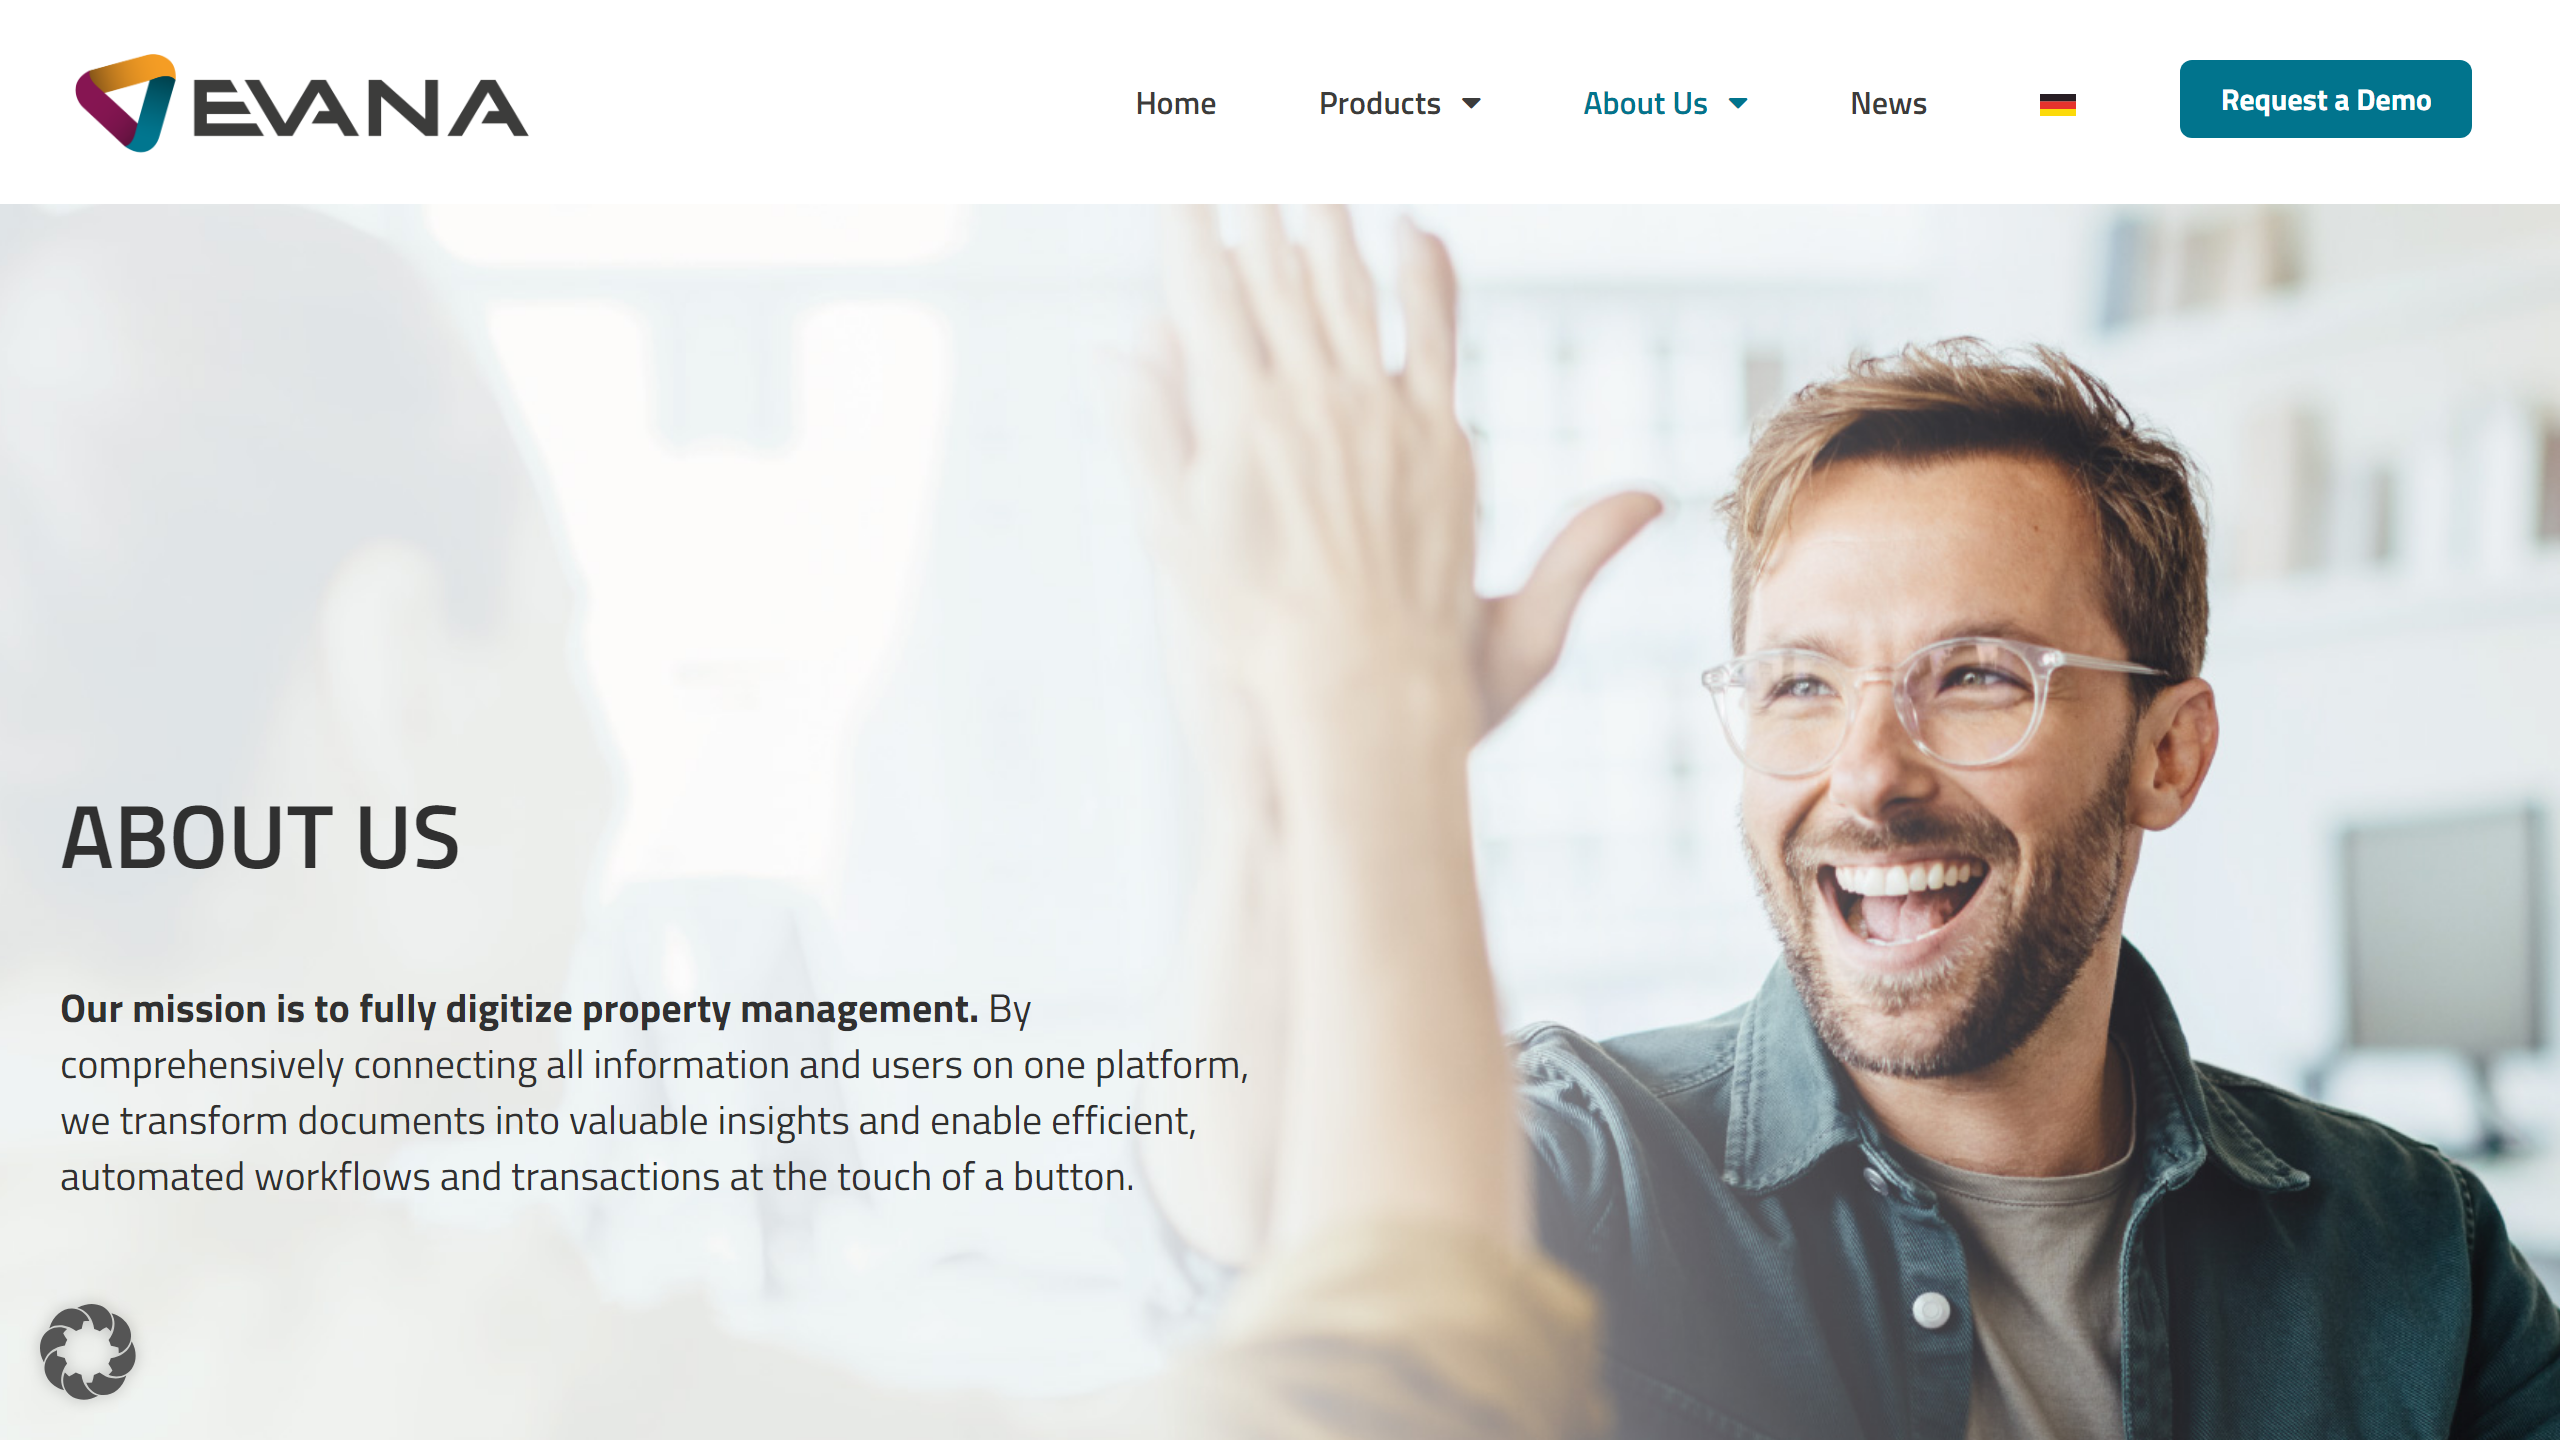 EVANA
Home
Products
About Us
News
Request a Demo
ABOUT US
Our mission is to fully digitize property management. By
comprehensively connecting all information and users on one platform,
we transform documents into valuable insights and enable efficient,
automated workflows and transactions at the touch of a button.